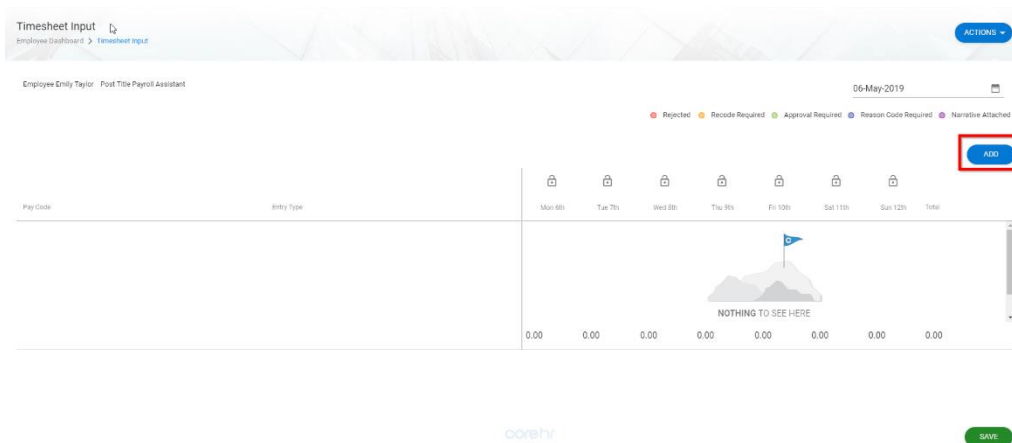 Timesheet Input
Employee Dashboard > Timesheet Input
ACTIONS
Employee Emily Taylor Post Title Payroll Assistant
06-May-2019
Rejected Recode Required Approval Required Reason Code Required Narrative Attached
ADD
Pay Code Entry Type Mon 6th Tue 7th Wed 8th Thu 9th Fri 10th Sat 11th Sun 12th Total
NOTHING TO SEE HERE
0.00 0.00 0.00 0.00 0.00 0.00 0.00 0.00
corehr
SAVE